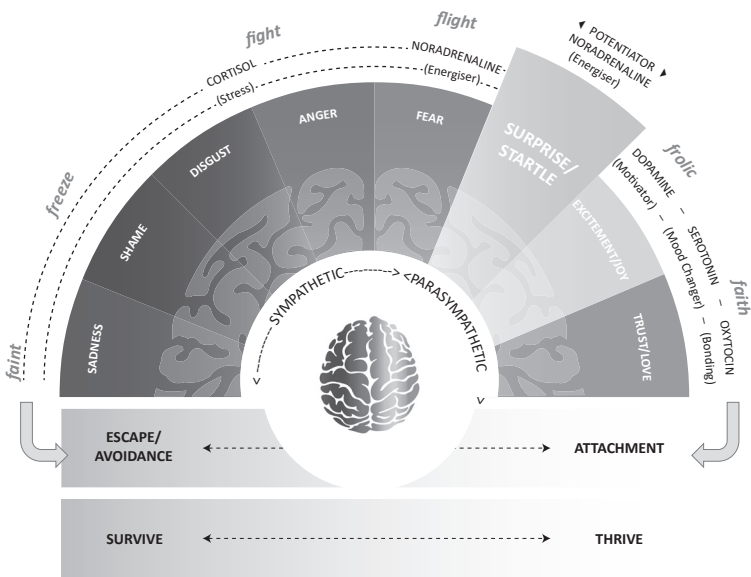 faint
freeze
fight
flight
frolic
faith
CORTISOL
(Stress)
NORADRENALINE
(Energiser)
POTENTIATOR
NORADRENALINE
(Energiser)
DOPAMINE – SEROTONIN – OXYTOCIN
(Motivator) – (Mood Changer) – (Bonding)
SADNESS
SHAME
DISGUST
ANGER
FEAR
SURPRISE/
STARTLE
EXCITEMENT/JOY
TRUST/LOVE
<-------SYMPATHETIC--------> <PARASYMPATHETIC -->
ESCAPE/
AVOIDANCE
ATTACHMENT
SURVIVE
THRIVE